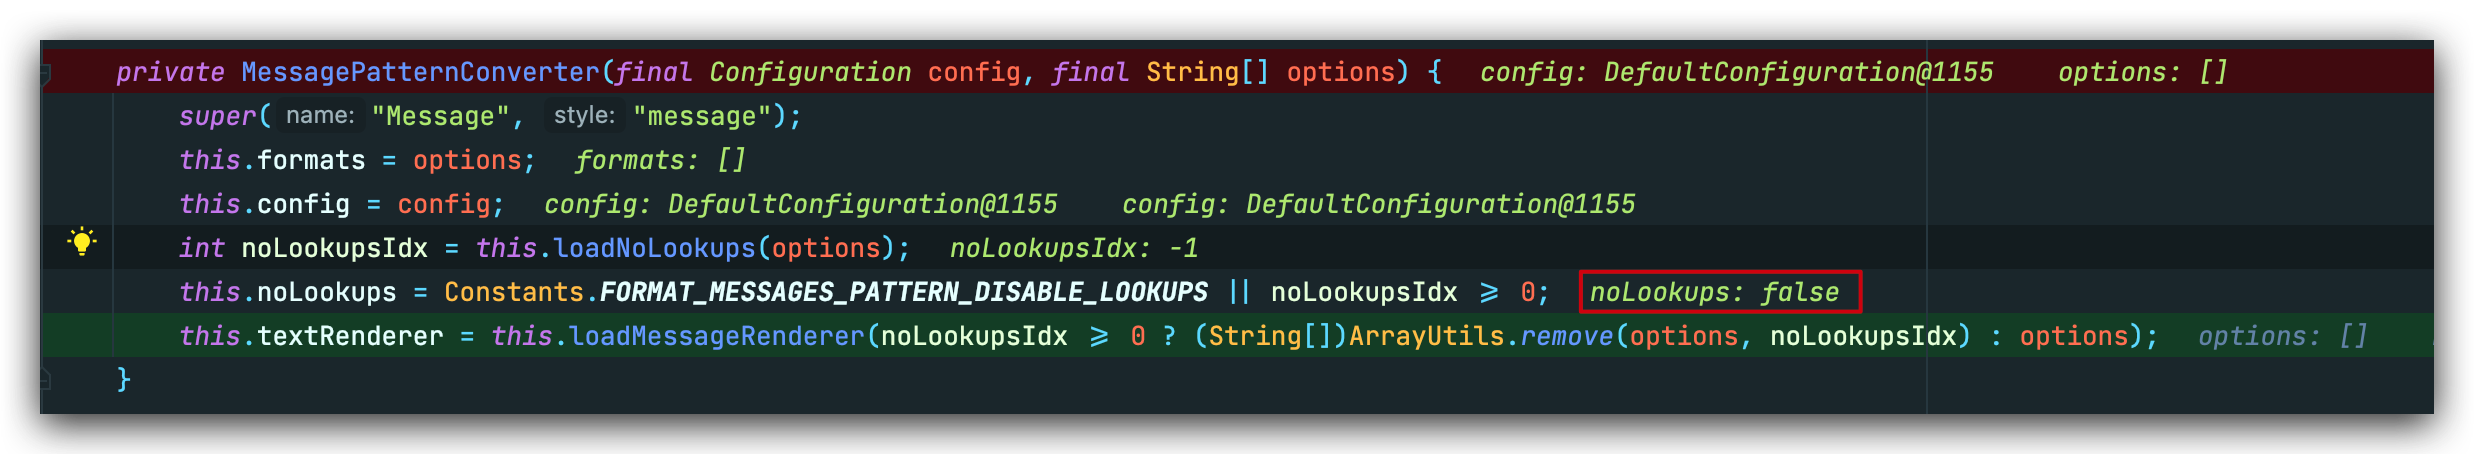 private MessagePatternConverter(final Configuration config, final String[] options) {  config: DefaultConfiguration@1155    options: []
super( name: "Message", style: "message");
this.formats = options;  formats: []
this.config = config;  config: DefaultConfiguration@1155    config: DefaultConfiguration@1155
int noLookupsIdx = this.loadNoLookups(options);  noLookupsIdx: -1
this.noLookups = Constants.FORMAT_MESSAGES_PATTERN_DISABLE_LOOKUPS || noLookupsIdx >= 0;  noLookups: false
this.textRenderer = this.loadMessageRenderer(noLookupsIdx >= 0 ? (String[])ArrayUtils.remove(options, noLookupsIdx) : options);  options: []
}